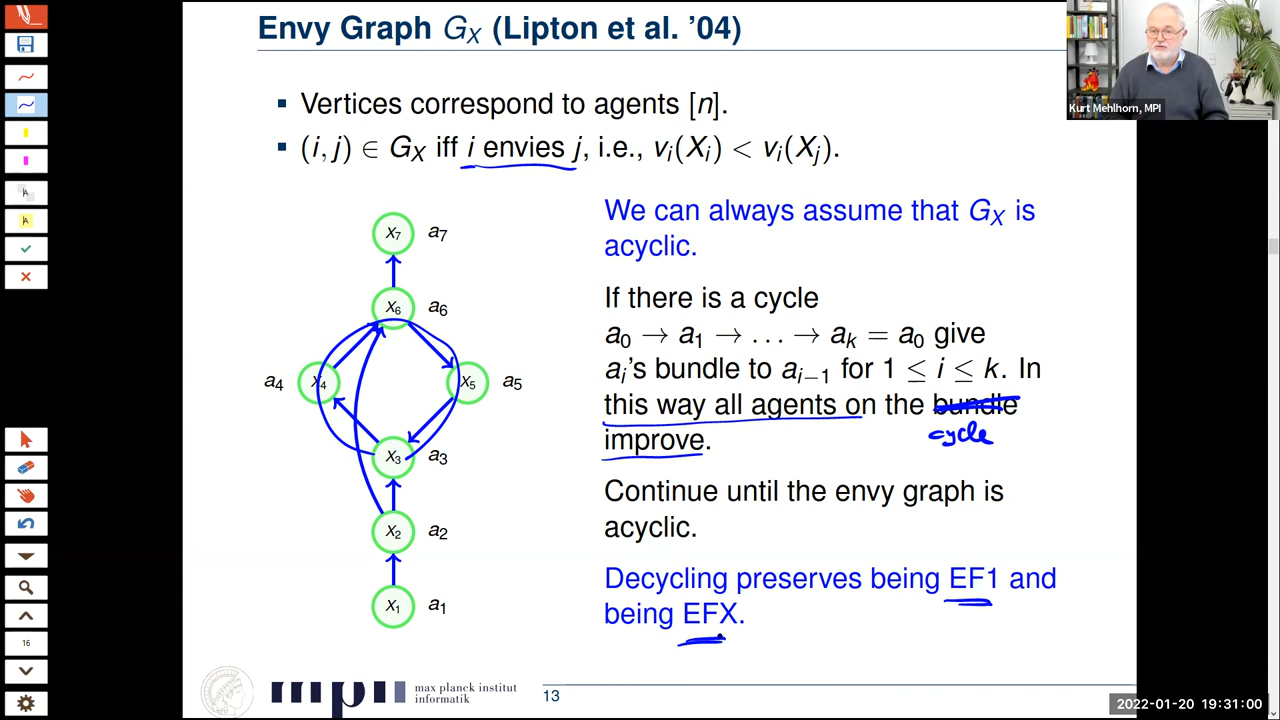 Envy Graph G_X (Lipton et al. ’04)
Kurt Mehlhorn, MPI
▪ Vertices correspond to agents [n].
▪ (i, j) ∈ G_X iff i envies j, i.e., v_i(X_i) < v_i(X_j).
We can always assume that G_X is
acyclic.
If there is a cycle
a_0 → a_1 → … → a_k = a_0 give
a_i’s bundle to a_{i−1} for 1 ≤ i ≤ k. In
this way all agents on the bundle
cycle
improve.
Continue until the envy graph is
acyclic.
Decycling preserves being EF1 and
being EFX.
x_7 a_7
x_6 a_6
a_4 x_4 x_5 a_5
x_3 a_3
x_2 a_2
x_1 a_1
A
A
16
mpii max planck institut
informatik
13
2022-01-20 19:31:00